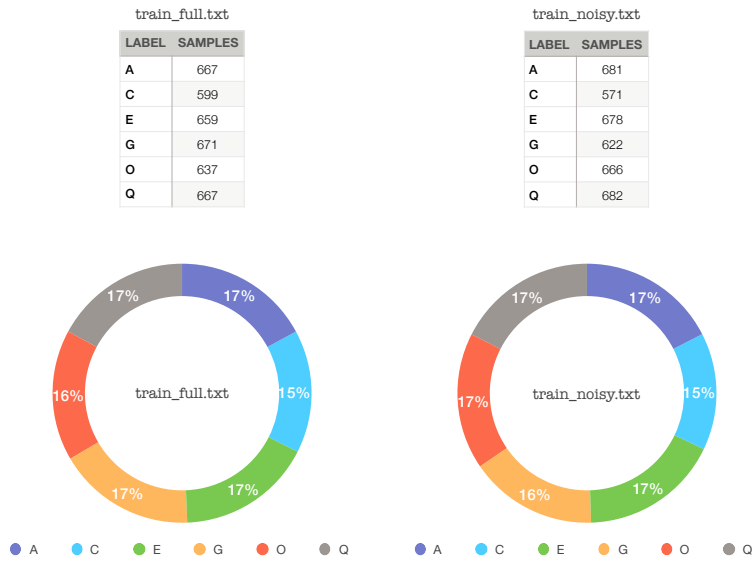 train_full.txt
LABEL SAMPLES
A 667
C 599
E 659
G 671
O 637
Q 667
train_noisy.txt
LABEL SAMPLES
A 681
C 571
E 678
G 622
O 666
Q 682
17%
17%
16%
15%
train_full.txt
17%
17%
A C E G O Q
17%
17%
17%
15%
train_noisy.txt
16%
17%
A C E G O Q